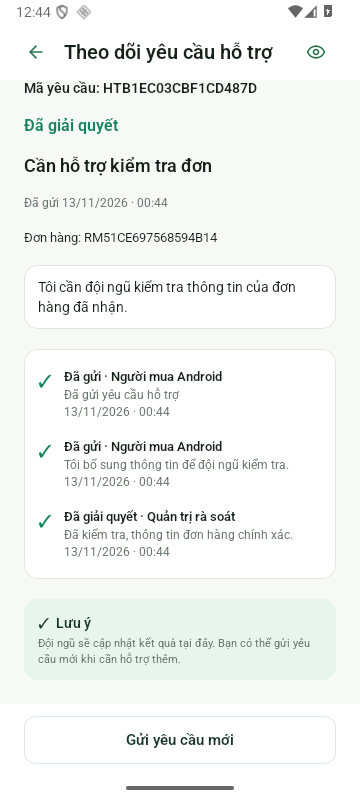 12:44
Theo dõi yêu cầu hỗ trợ
Mã yêu cầu: HTB1EC03CBF1CD487D
Đã giải quyết
Cần hỗ trợ kiểm tra đơn
Đã gửi 13/11/2026 · 00:44
Đơn hàng: RM51CE697568594B14
Tôi cần đội ngũ kiểm tra thông tin của đơn
hàng đã nhận.
Đã gửi · Người mua Android
Đã gửi yêu cầu hỗ trợ
13/11/2026 · 00:44
Đã gửi · Người mua Android
Tôi bổ sung thông tin để đội ngũ kiểm tra.
13/11/2026 · 00:44
Đã giải quyết · Quản trị rà soát
Đã kiểm tra, thông tin đơn hàng chính xác.
13/11/2026 · 00:44
✓ Lưu ý
Đội ngũ sẽ cập nhật kết quả tại đây. Bạn có thể gửi yêu
cầu mới khi cần hỗ trợ thêm.
Gửi yêu cầu mới